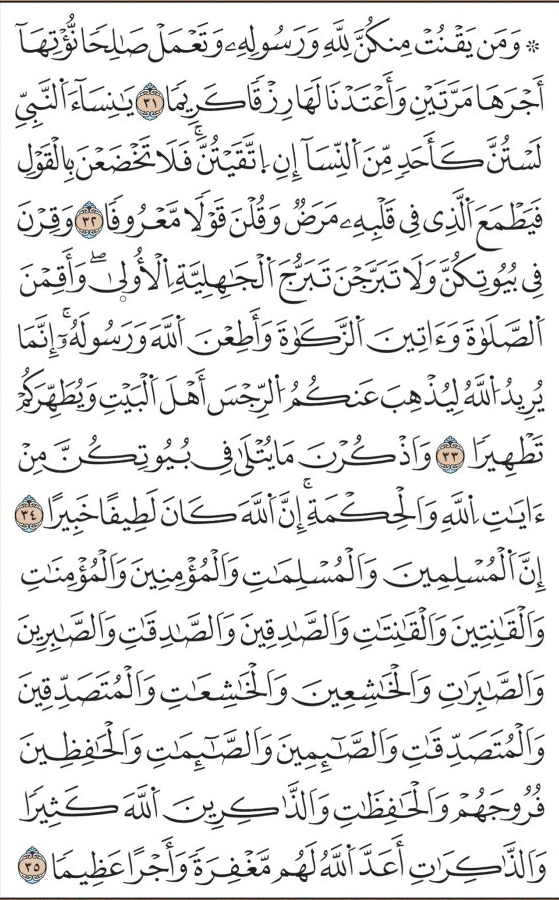 ۞ وَمَن يَقْنُتْ مِنكُنَّ لِلَّهِ وَرَسُولِهِۦ وَتَعْمَلْ صَٰلِحًا نُّؤْتِهَآ
أَجْرَهَا مَرَّتَيْنِ وَأَعْتَدْنَا لَهَا رِزْقًا كَرِيمًا ٣١ يَٰنِسَآءَ ٱلنَّبِيِّ
لَسْتُنَّ كَأَحَدٍ مِّنَ ٱلنِّسَآ إِنِ ٱتَّقَيْتُنَّۚ فَلَا تَخْضَعْنَ بِالْقَوْلِ
فَيَطْمَعَ ٱلَّذِى فِى قَلْبِهِۦ مَرَضٌ وَقُلْنَ قَوْلًا مَّعْرُوفًا ٣٢ وَقِرْنَ
فِى بُيُوتِكُنَّ وَلَا تَبَرَّجْنَ تَبَرُّجَ ٱلْجَٰهِلِيَّةِ ٱلْأُولَىٰۖ وَأَقِمْنَ
ٱلصَّلَوٰةَ وَءَاتِينَ ٱلزَّكَوٰةَ وَأَطِعْنَ ٱللَّهَ وَرَسُولَهُۥٓۚ إِنَّمَا
يُرِيدُ ٱللَّهُ لِيُذْهِبَ عَنكُمُ ٱلرِّجْسَ أَهْلَ ٱلْبَيْتِ وَيُطَهِّرَكُمْ
تَطْهِيرًا ٣٣ وَٱذْكُرْنَ مَا يُتْلَىٰ فِى بُيُوتِكُنَّ مِنْ
ءَايَٰتِ ٱللَّهِ وَٱلْحِكْمَةِۚ إِنَّ ٱللَّهَ كَانَ لَطِيفًا خَبِيرًا ٣٤
إِنَّ ٱلْمُسْلِمِينَ وَٱلْمُسْلِمَٰتِ وَٱلْمُؤْمِنِينَ وَٱلْمُؤْمِنَٰتِ
وَٱلْقَٰنِتِينَ وَٱلْقَٰنِتَٰتِ وَٱلصَّٰدِقِينَ وَٱلصَّٰدِقَٰتِ وَٱلصَّٰبِرِينَ
وَٱلصَّٰبِرَٰتِ وَٱلْخَٰشِعِينَ وَٱلْخَٰشِعَٰتِ وَٱلْمُتَصَدِّقِينَ
وَٱلْمُتَصَدِّقَٰتِ وَٱلصَّٰٓئِمِينَ وَٱلصَّٰٓئِمَٰتِ وَٱلْحَٰفِظِينَ
فُرُوجَهُمْ وَٱلْحَٰفِظَٰتِ وَٱلذَّٰكِرِينَ ٱللَّهَ كَثِيرًا
وَٱلذَّٰكِرَٰتِ أَعَدَّ ٱللَّهُ لَهُم مَّغْفِرَةً وَأَجْرًا عَظِيمًا ٣٥